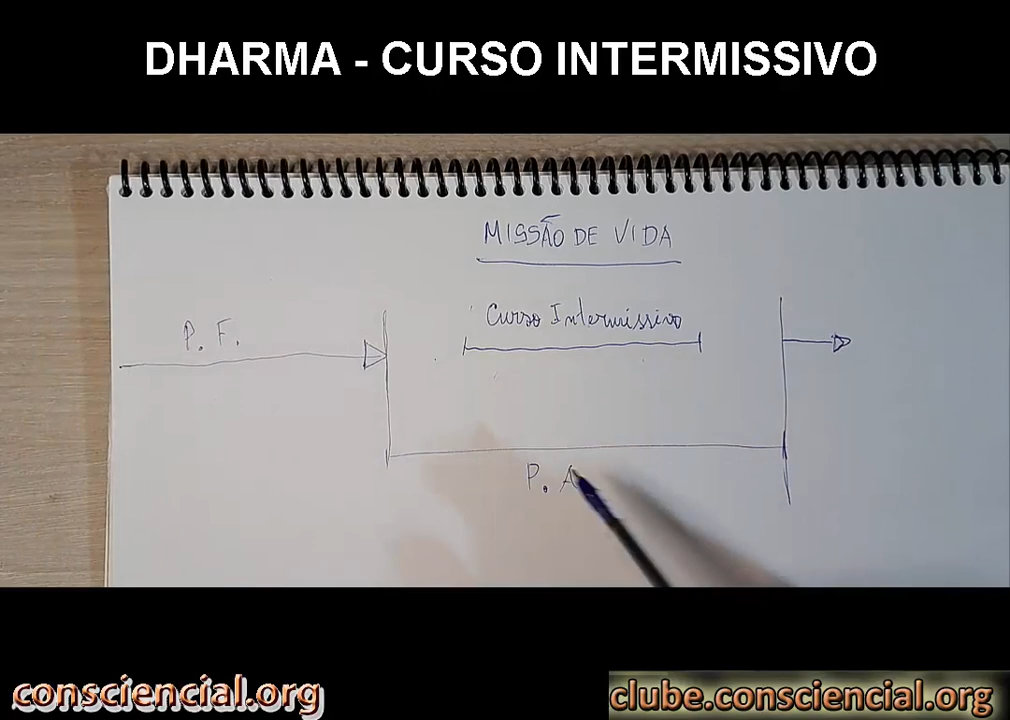 DHARMA - CURSO INTERMISSIVO
MISSÃO DE VIDA
Curso Intermissivo
P. F.
P. A
consciencial.org
clube.consciencial.org